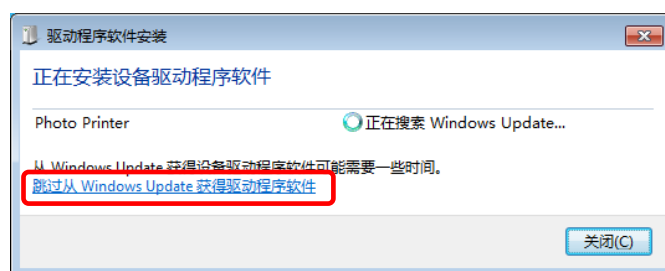 驱动程序软件安装
正在安装设备驱动程序软件
Photo Printer 正在搜索 Windows Update...
从 Windows Update 获得设备驱动程序软件可能需要一些时间。
跳过从 Windows Update 获得驱动程序软件
关闭(C)